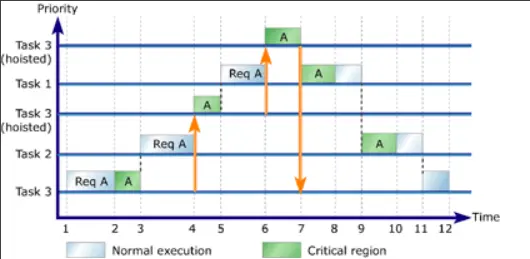 Priority
Task 3
(hoisted)
A
Req A
A
Task 1
A
Task 3
(hoisted)
Req A
A
Task 2
Req A
A
Task 3
1 2 3 4 5 6 7 8 9 10 11 12
Time
Normal execution
Critical region